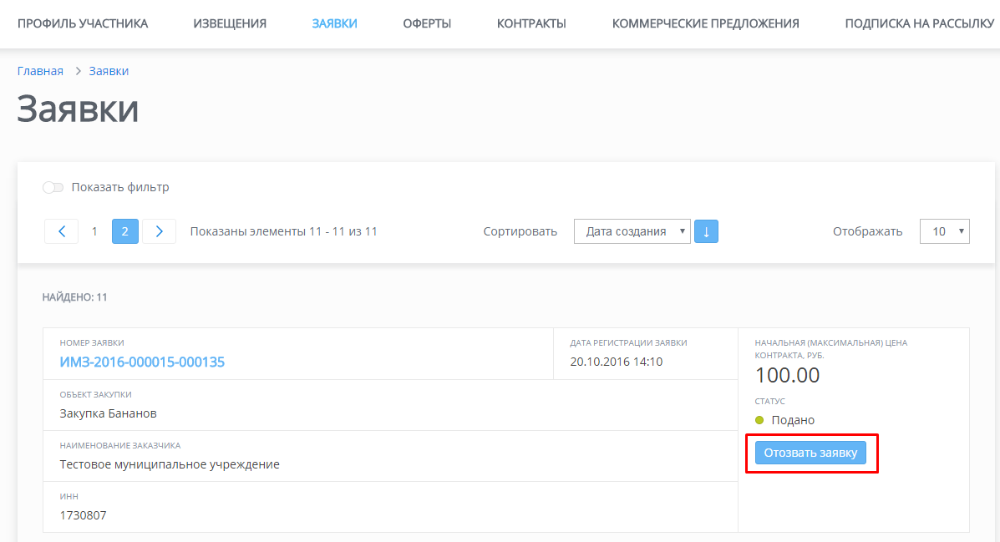 ПРОФИЛЬ УЧАСТНИКА ИЗВЕЩЕНИЯ ЗАЯВКИ ОФЕРТЫ КОНТРАКТЫ КОММЕРЧЕСКИЕ ПРЕДЛОЖЕНИЯ ПОДПИСКА НА РАССЫЛКУ
Главная > Заявки
Заявки
Показать фильтр
1 2 Показаны элементы 11 - 11 из 11 Сортировать Дата создания ↓ Отображать 10
НАЙДЕНО: 11
НОМЕР ЗАЯВКИ
ИМЗ-2016-000015-000135
ДАТА РЕГИСТРАЦИИ ЗАЯВКИ
20.10.2016 14:10
НАЧАЛЬНАЯ (МАКСИМАЛЬНАЯ) ЦЕНА
КОНТРАКТА, РУБ.
100.00
СТАТУС
Подано
Отозвать заявку
ОБЪЕКТ ЗАКУПКИ
Закупка Бананов
НАИМЕНОВАНИЕ ЗАКАЗЧИКА
Тестовое муниципальное учреждение
ИНН
1730807